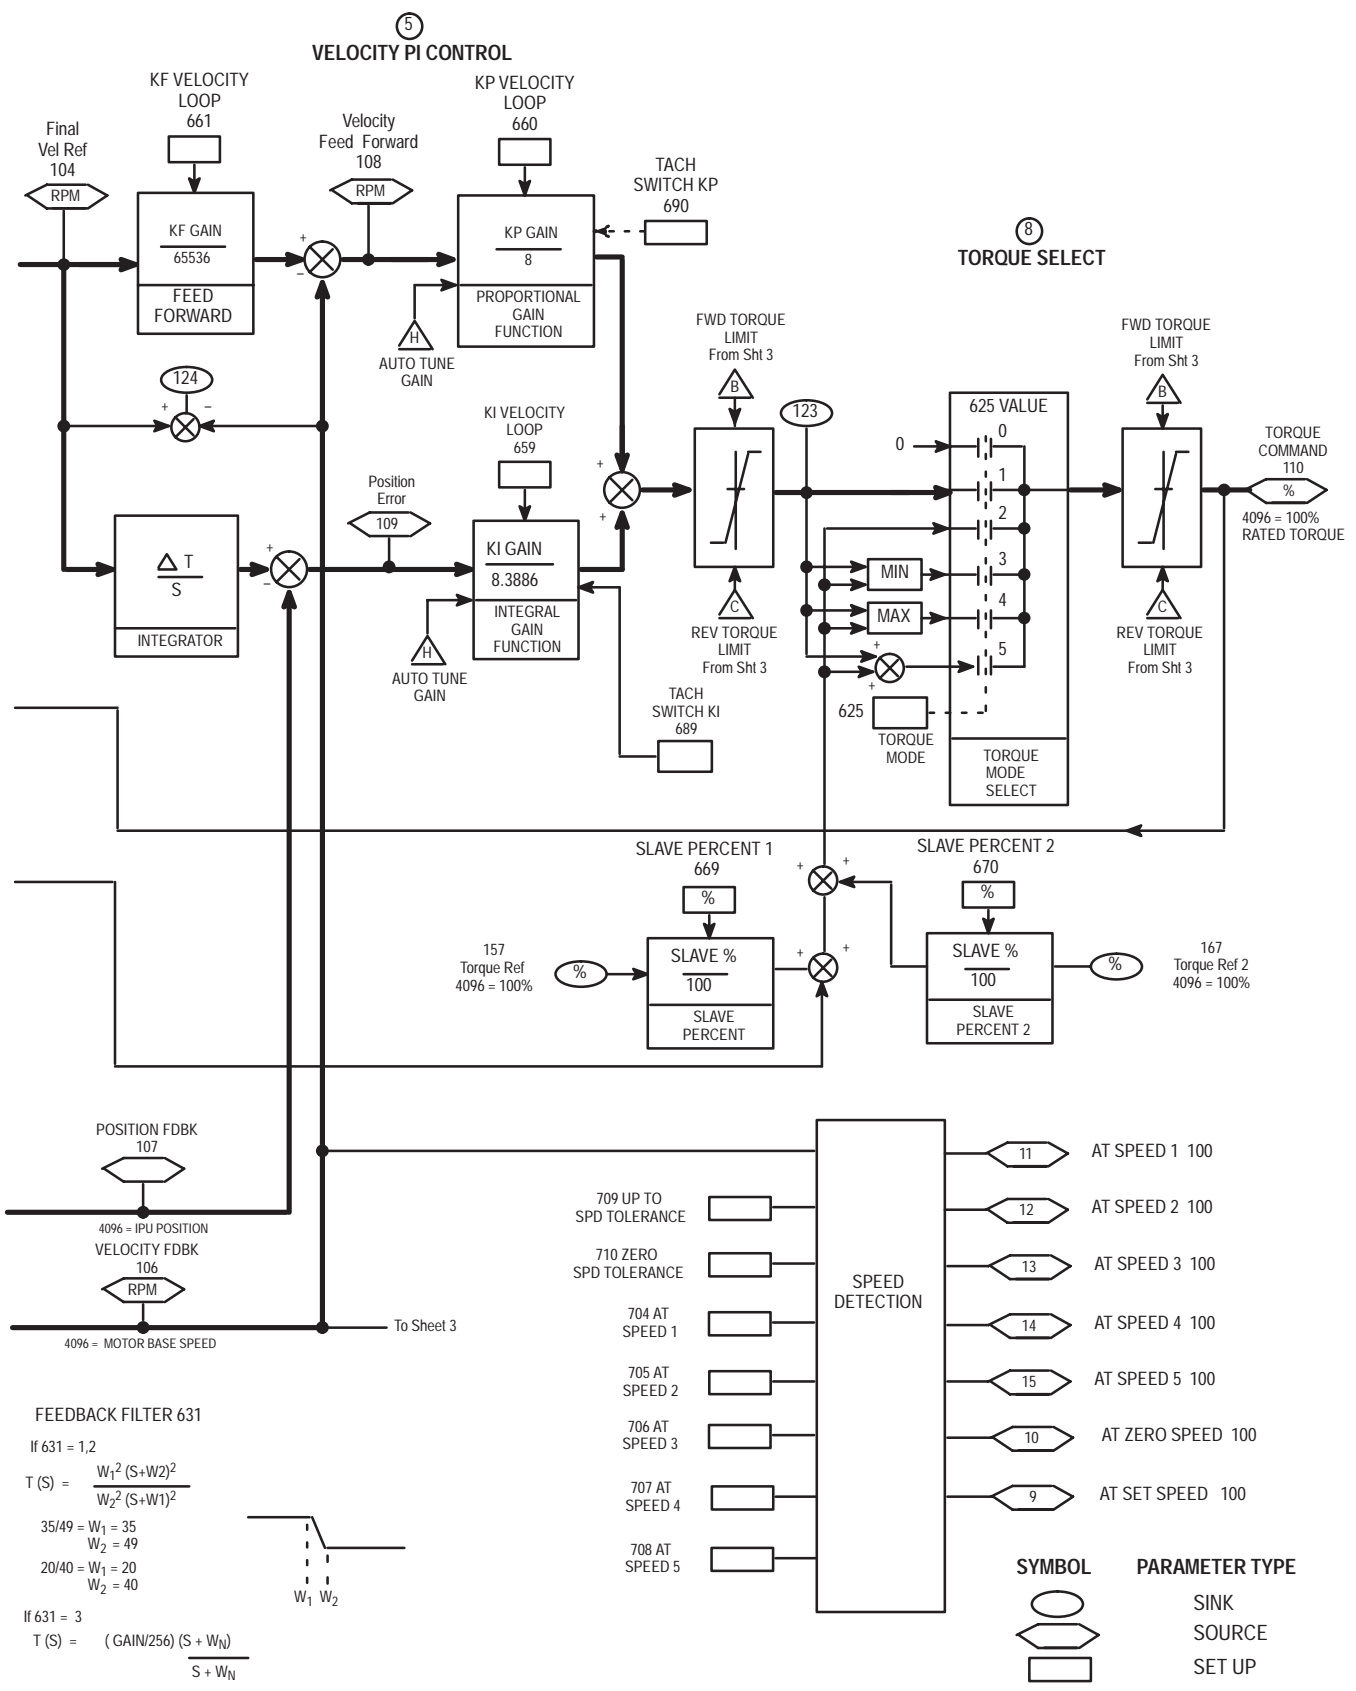 5
VELOCITY PI CONTROL
KF VELOCITY
LOOP
661
KP VELOCITY
LOOP
660
Final
Vel Ref
104
RPM
Velocity
Feed Forward
108
RPM
TACH
SWITCH KP
690
KF GAIN
65536
FEED
FORWARD
+
–
KP GAIN
8
PROPORTIONAL
GAIN
FUNCTION
H
AUTO TUNE
GAIN
8
TORQUE SELECT
124
+
–
FWD TORQUE
LIMIT
From Sht 3
B
FWD TORQUE
LIMIT
From Sht 3
B
KI VELOCITY
LOOP
659
123
625 VALUE
0
0
1
2
3
4
5
TORQUE
COMMAND
110
%
4096 = 100%
RATED TORQUE
Position
Error
109
+
+
Δ T
S
INTEGRATOR
+
–
KI GAIN
8.3886
INTEGRAL
GAIN
FUNCTION
H
AUTO TUNE
GAIN
C
REV TORQUE
LIMIT
From Sht 3
MIN
MAX
+
+
625
TORQUE
MODE
TORQUE
MODE
SELECT
C
REV TORQUE
LIMIT
From Sht 3
TACH
SWITCH KI
689
SLAVE PERCENT 1
669
%
+
+
SLAVE PERCENT 2
670
%
157
Torque Ref
4096 = 100%
%
SLAVE %
100
SLAVE
PERCENT
+
+
SLAVE %
100
SLAVE
PERCENT 2
%
167
Torque Ref 2
4096 = 100%
POSITION FDBK
107
4096 = IPU POSITION
VELOCITY FDBK
106
RPM
4096 = MOTOR BASE SPEED
To Sheet 3
709 UP TO
SPD TOLERANCE
710 ZERO
SPD TOLERANCE
704 AT
SPEED 1
705 AT
SPEED 2
706 AT
SPEED 3
707 AT
SPEED 4
708 AT
SPEED 5
SPEED
DETECTION
11 AT SPEED 1 100
12 AT SPEED 2 100
13 AT SPEED 3 100
14 AT SPEED 4 100
15 AT SPEED 5 100
10 AT ZERO SPEED 100
9 AT SET SPEED 100
FEEDBACK FILTER 631
If 631 = 1,2
T (S) = W1² (S+W2)²
W2² (S+W1)²
35/49 = W1 = 35
W2 = 49
20/40 = W1 = 20
W2 = 40
W1 W2
If 631 = 3
T (S) = ( GAIN/256) (S + WN)
S + WN
SYMBOL PARAMETER TYPE
SINK
SOURCE
SET UP